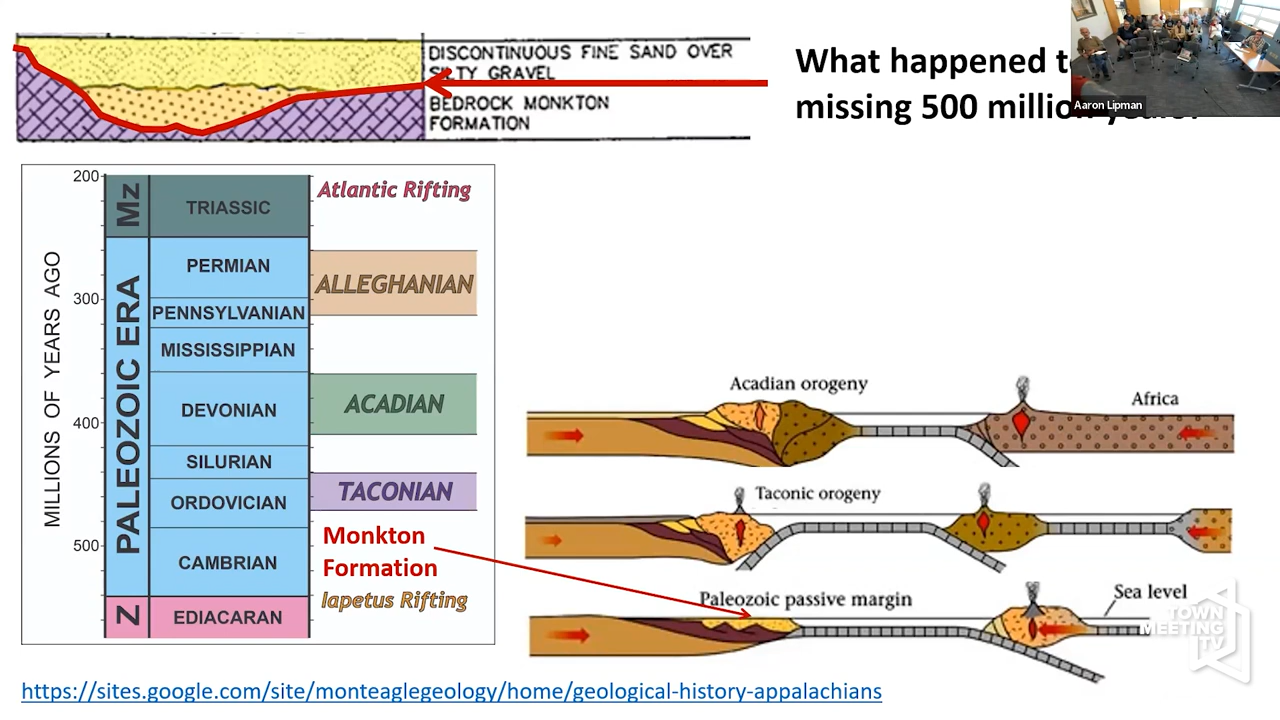 DISCONTINUOUS FINE SAND OVER
SILTY GRAVEL
BEDROCK MONKTON
FORMATION
What happened
missing 500
Aaron Lipman
MILLIONS OF YEARS AGO
200
300
400
500
Mz
PALEOZOIC ERA
Z
TRIASSIC
PERMIAN
PENNSYLVANIAN
MISSISSIPPIAN
DEVONIAN
SILURIAN
ORDOVICIAN
CAMBRIAN
EDIACARAN
Atlantic Rifting
ALLEGHANIAN
ACADIAN
TACONIAN
Monkton
Formation
Iapetus Rifting
Acadian orogeny
Africa
Taconic orogeny
Paleozoic passive margin
Sea level
TOWN
MEETING
TV
https://sites.google.com/site/monteaglegeology/home/geological-history-appalachians